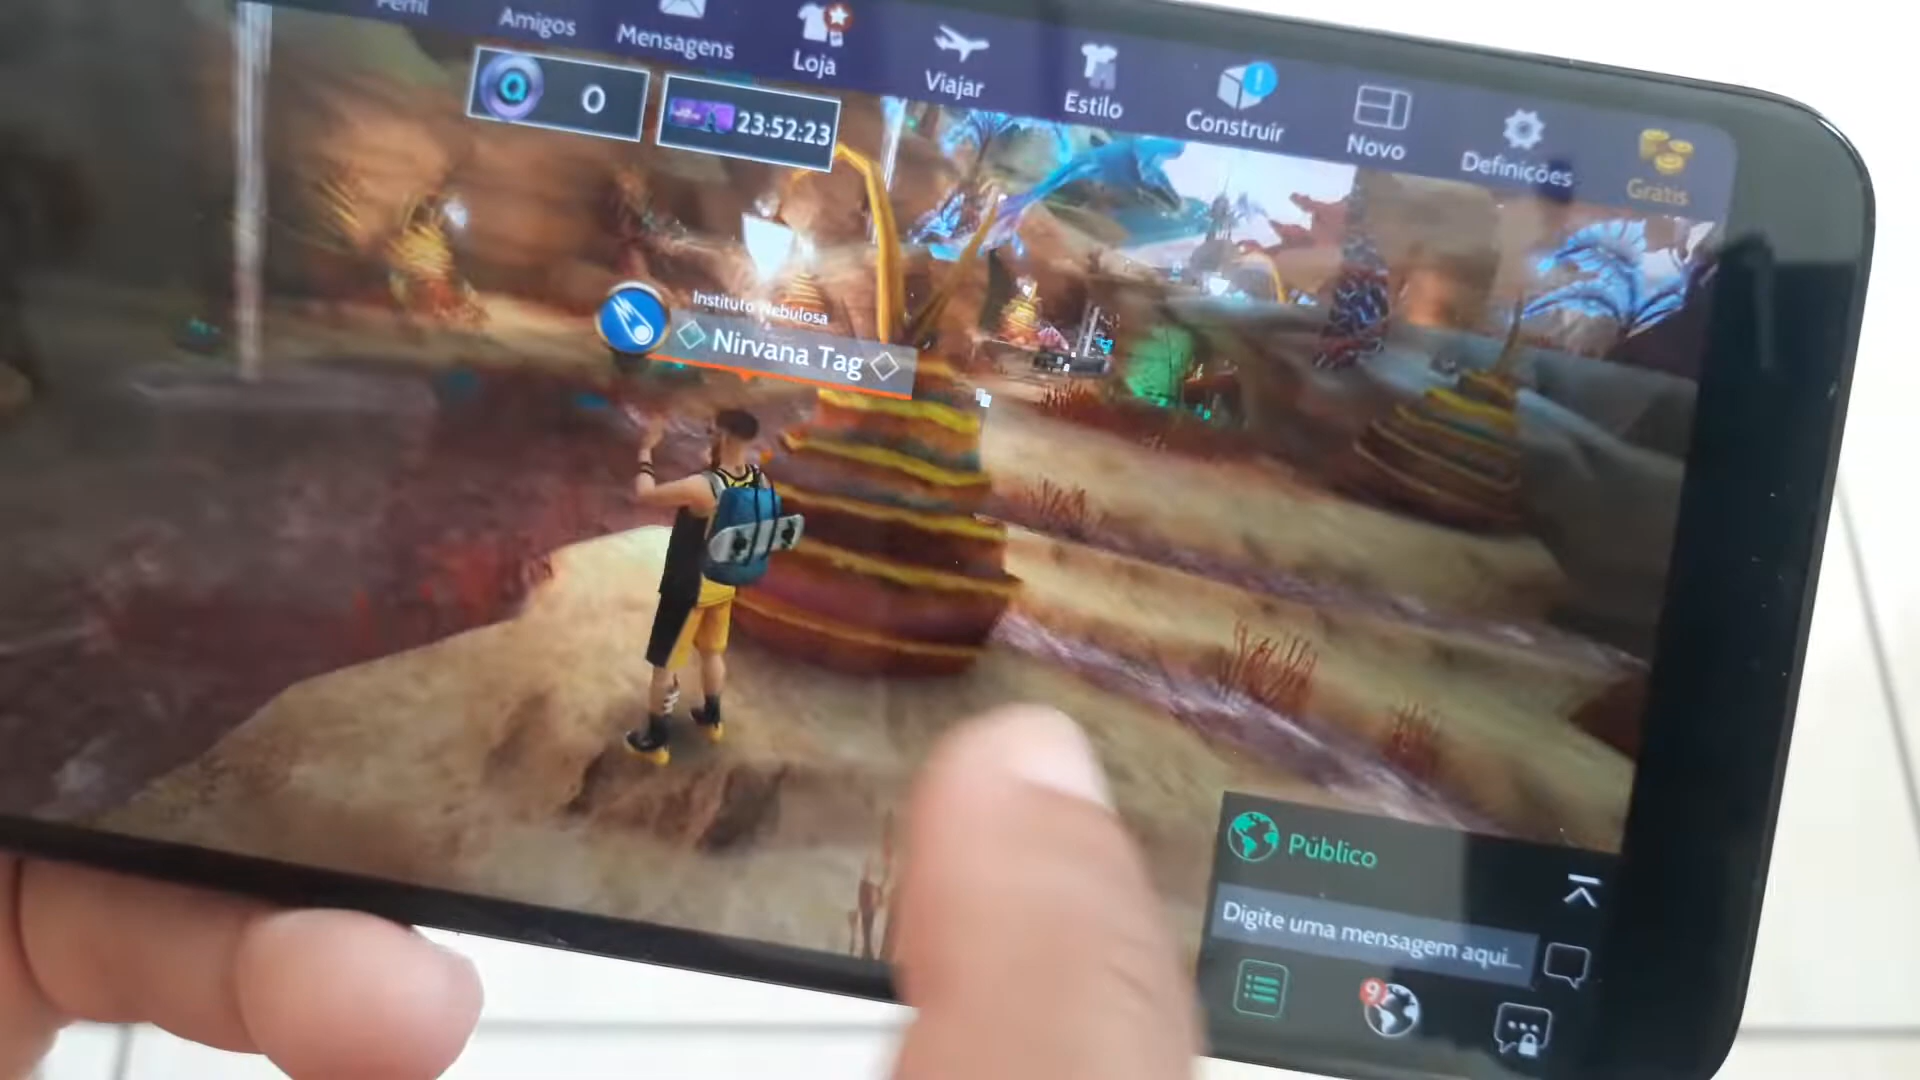 Perfil
Amigos
Mensagens
Loja
Viajar
Estilo
Construir
Novo
Definições
Gratis
0
23:52:23
Instituto Nebulosa
Nirvana Tag
Público
Digite uma mensagem aqui...
9